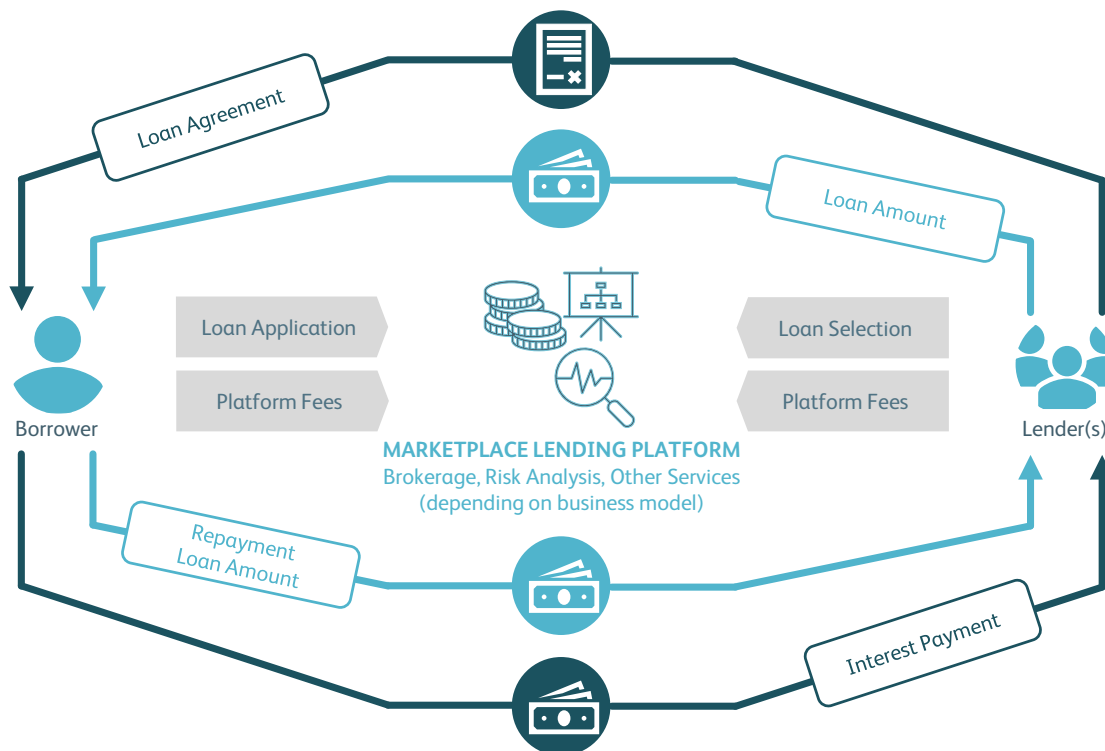 Loan Agreement
Loan Amount
Loan Application
Loan Selection
Platform Fees
Platform Fees
Borrower
Lender(s)
MARKETPLACE LENDING PLATFORM
Brokerage, Risk Analysis, Other Services
(depending on business model)
Repayment
Loan Amount
Interest Payment